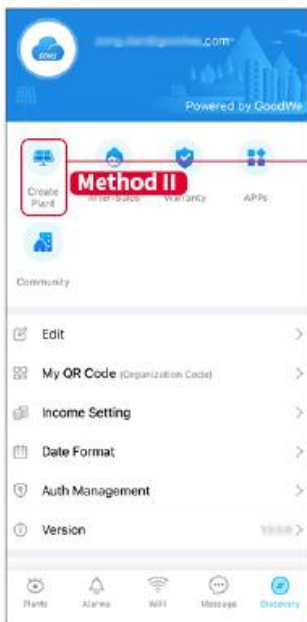 SEMS
.com
Powered by GoodWe
Create
Plant
Method II
After-Sales
Warranty
APPs
Community
Edit
My QR Code (Organization Code)
Income Setting
Date Format
Auth Management
Version
Plants
Alarms
WiFi
Message
Discovery